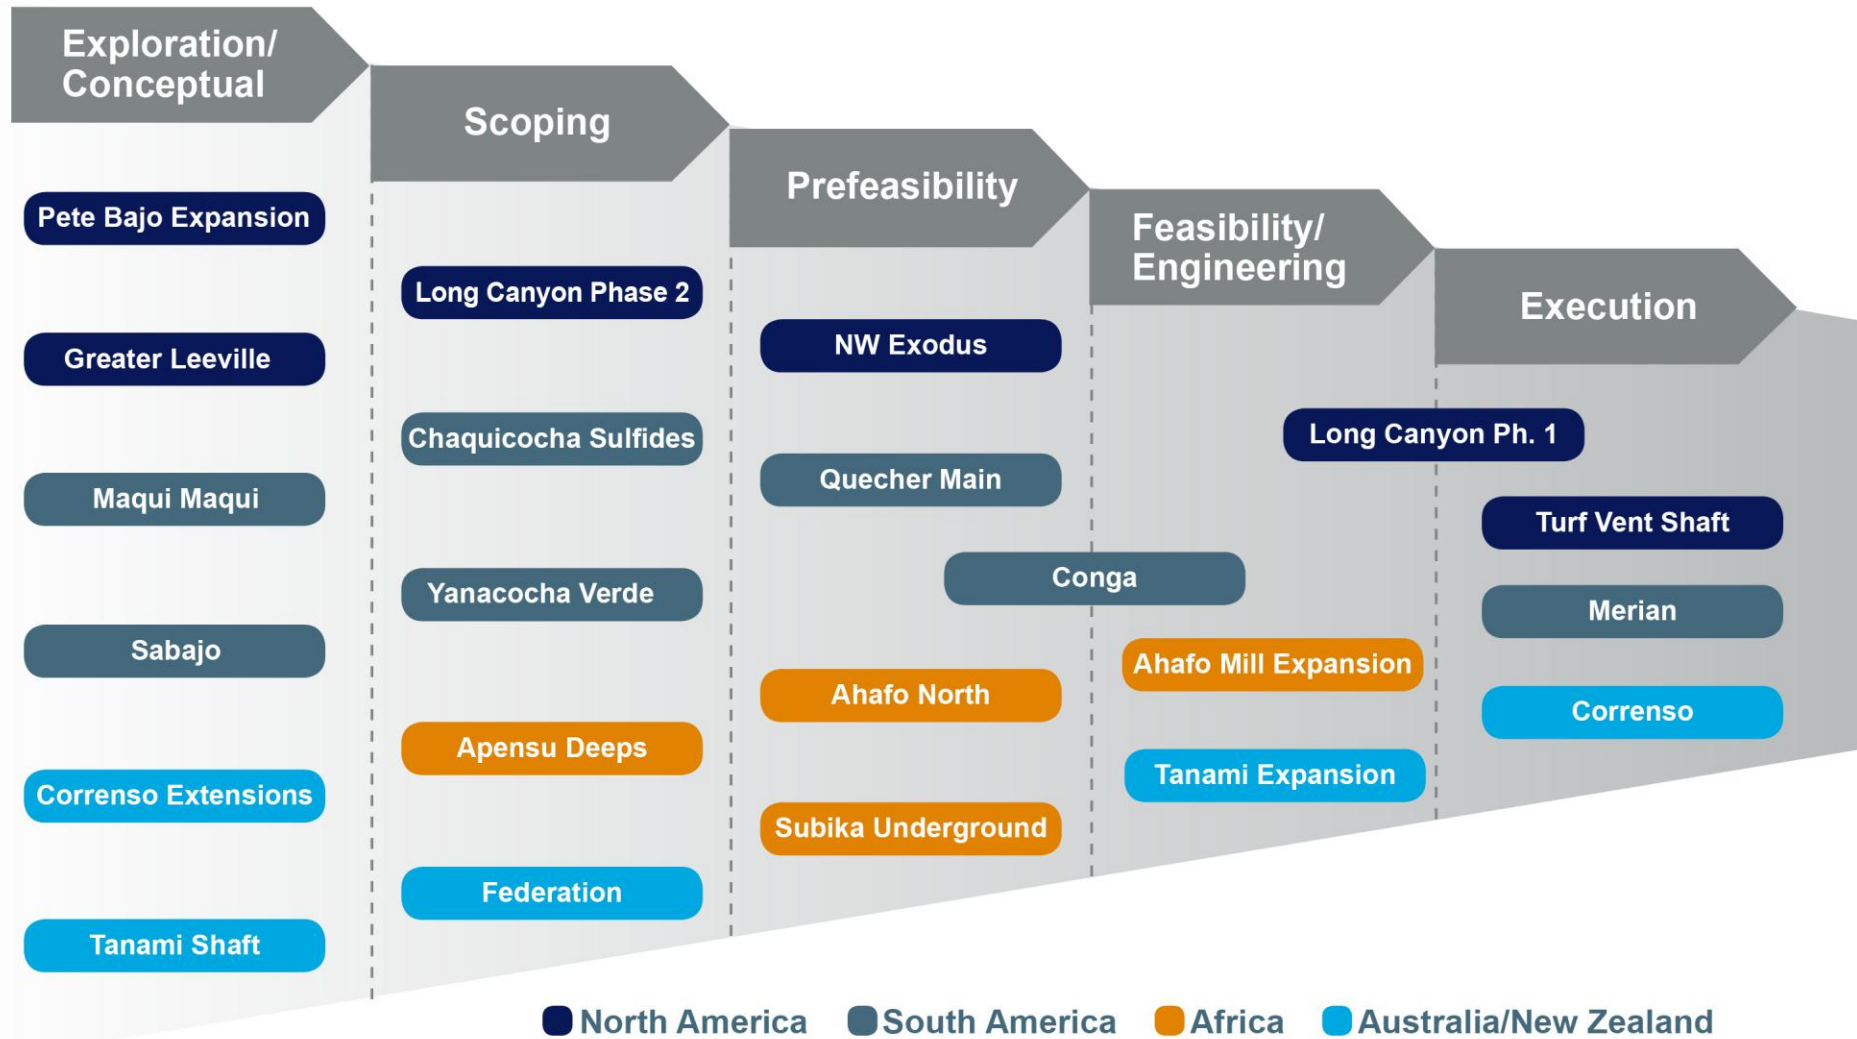 Exploration/
Conceptual
Scoping
Prefeasibility
Feasibility/
Engineering
Execution
Pete Bajo Expansion
Greater Leeville
Maqui Maqui
Sabajo
Correnso Extensions
Tanami Shaft
Long Canyon Phase 2
Chaquicocha Sulfides
Yanacocha Verde
Apensu Deeps
Federation
NW Exodus
Quecher Main
Conga
Ahafo North
Subika Underground
Long Canyon Ph. 1
Ahafo Mill Expansion
Tanami Expansion
Turf Vent Shaft
Merian
Correnso
North America
South America
Africa
Australia/New Zealand